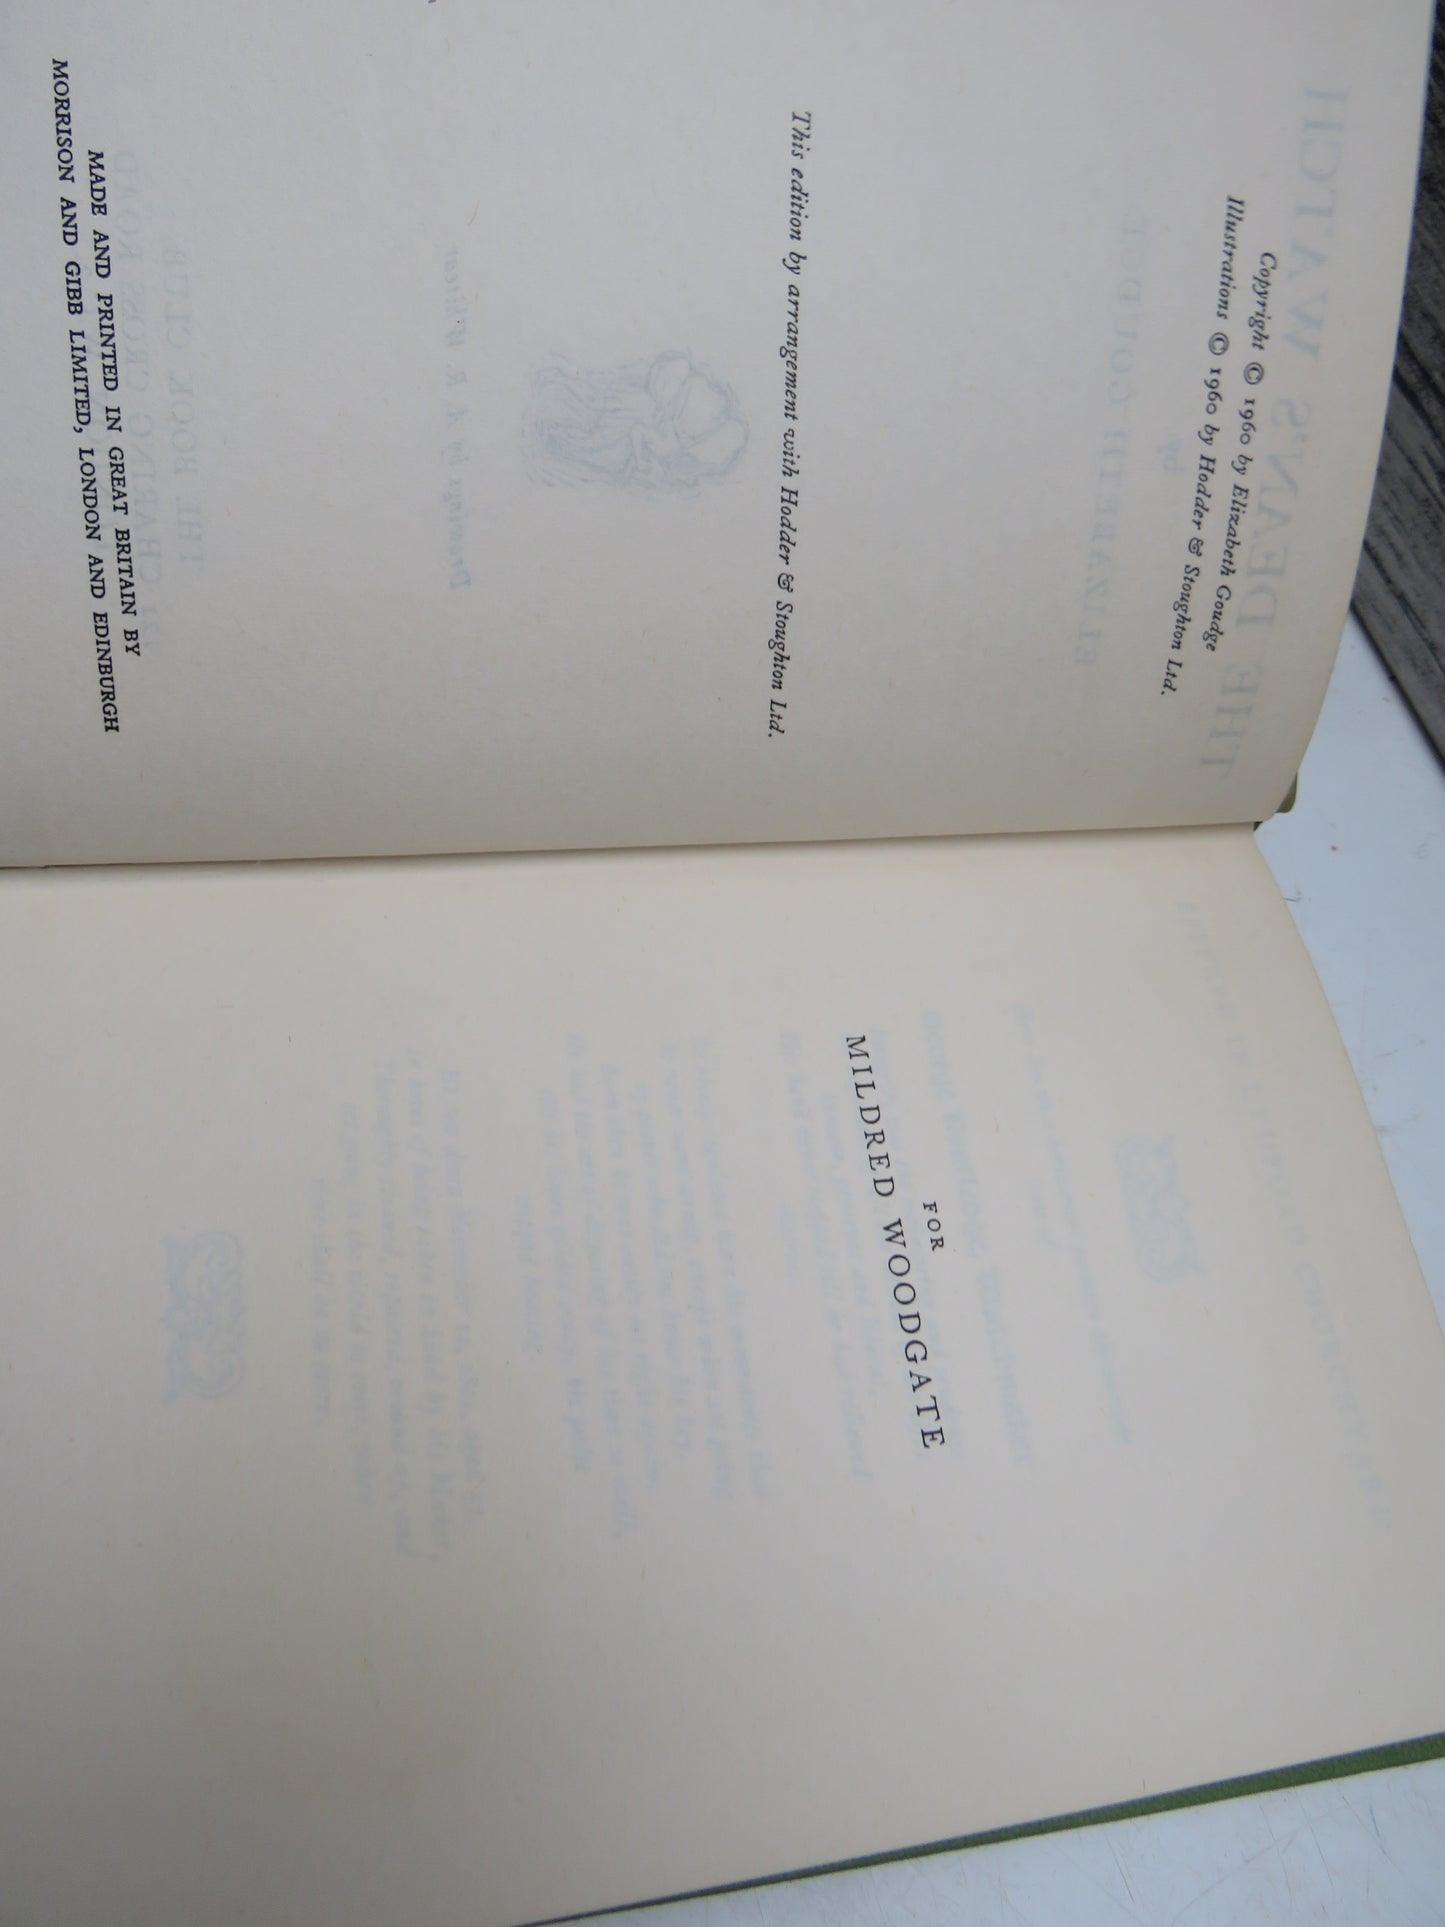 Copyright © 1960 by Elizabeth Goudge
Illustrations © 1960 by Hodder & Stoughton Ltd.
This edition by arrangement with Hodder & Stoughton Ltd.
MADE AND PRINTED IN GREAT BRITAIN BY
MORRISON AND GIBB LIMITED, LONDON AND EDINBURGH
FOR
MILDRED WOODGATE